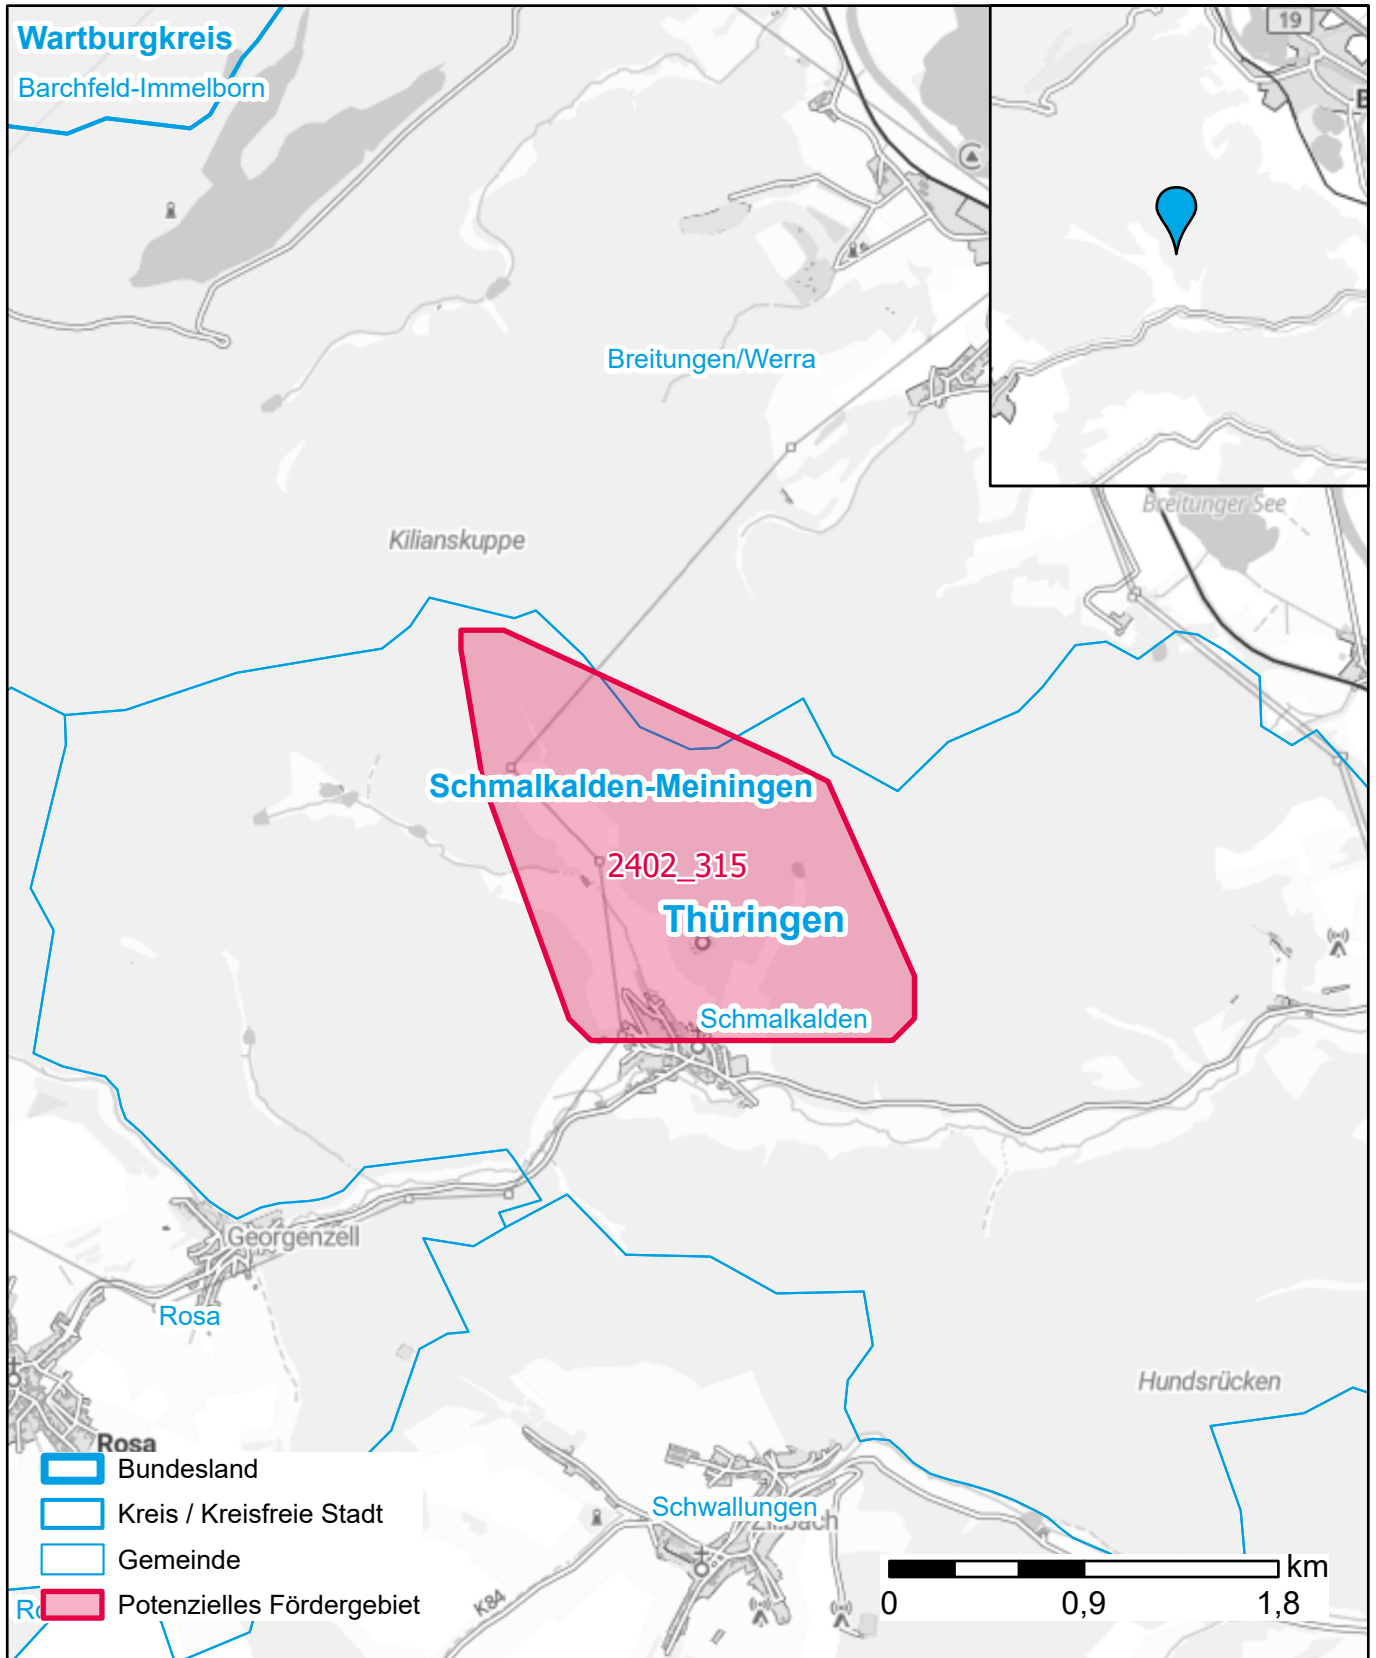 Wartburgkreis
Barchfeld-Immelborn
19
B
Breitungen/Werra
Breitunger See
Kilianskuppe
Schmalkalden-Meiningen
2402_315
Thüringen
Schmalkalden
Georgenzell
Rosa
Hundsrücken
Rosa
Schwallungen
Zillbach
K84
Bundesland
Kreis / Kreisfreie Stadt
Gemeinde
Potenzielles Fördergebiet
km
0 0,9 1,8